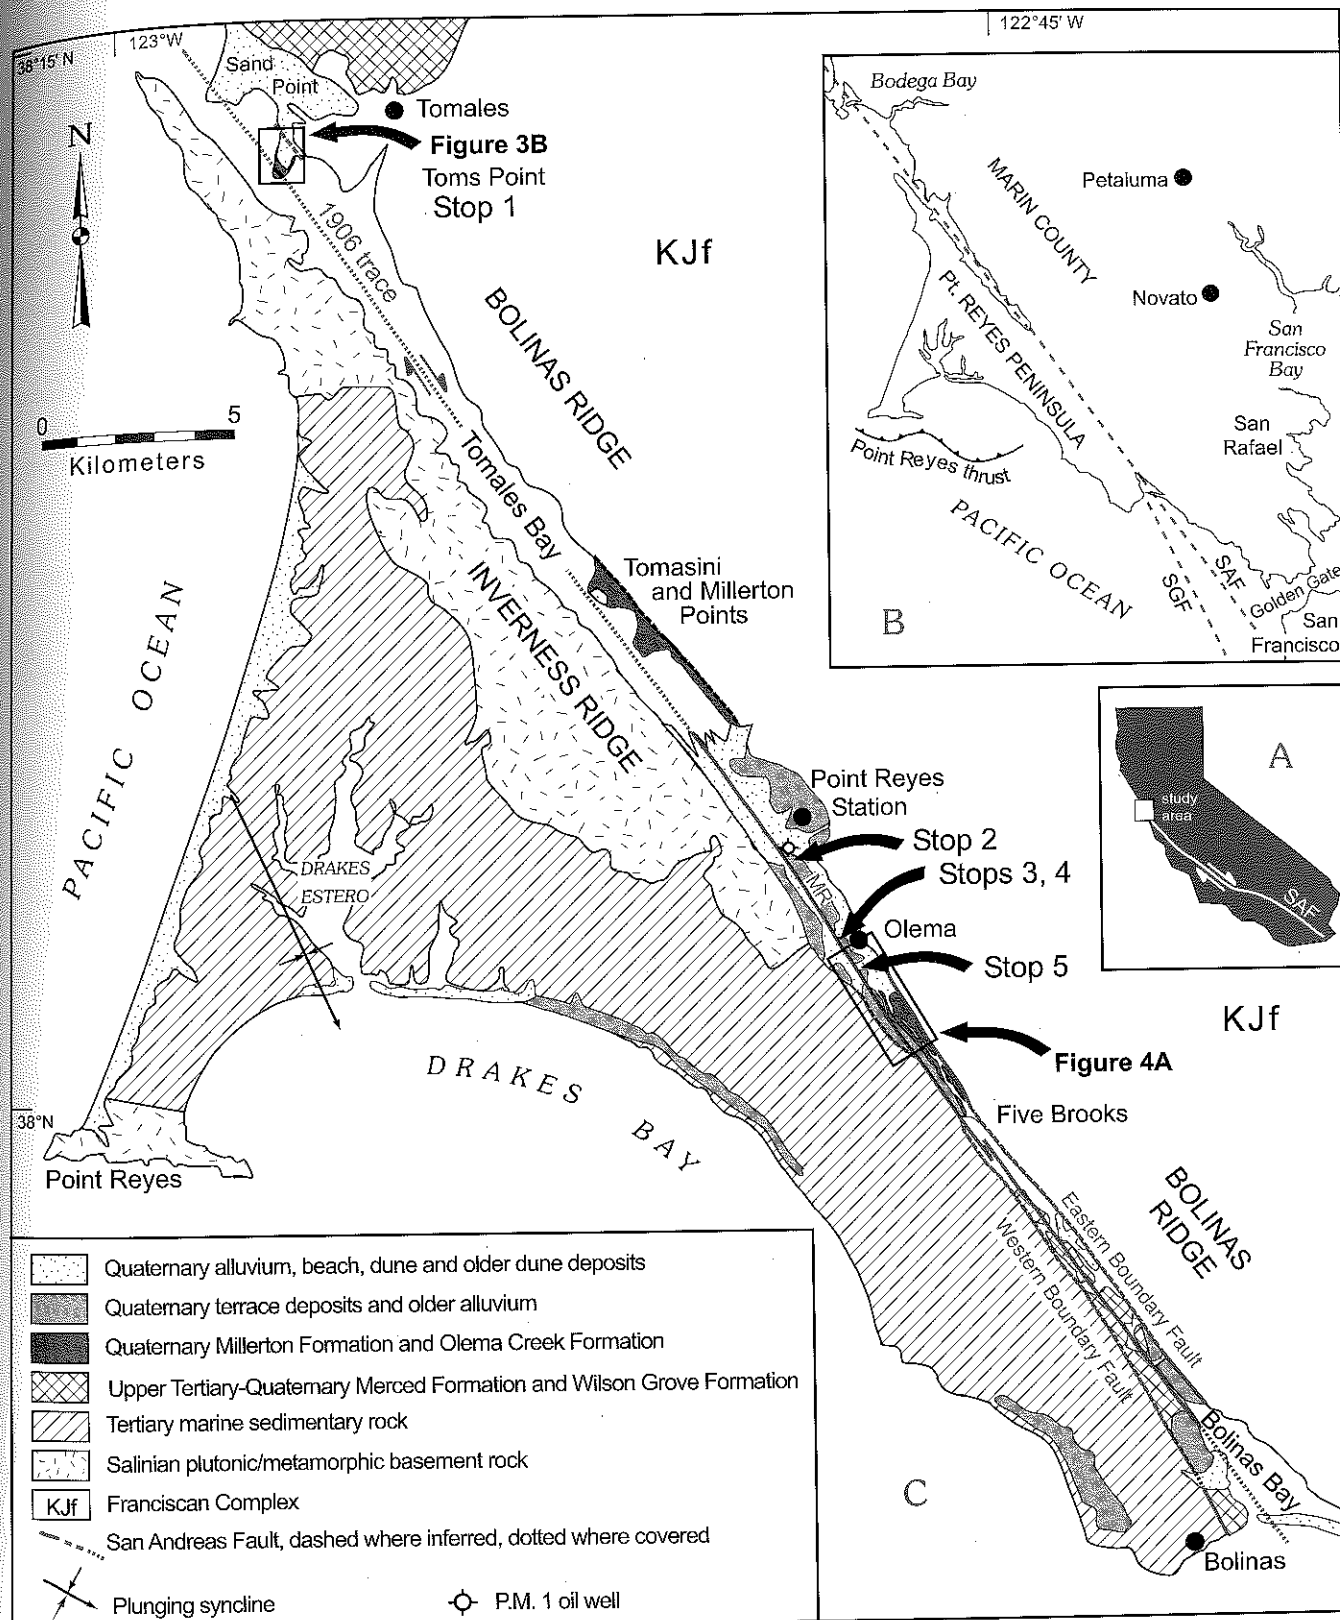 123°W
122°45' W
38°15' N
Sand
Point
Tomales
N
Figure 3B
Toms Point
Stop 1
1906 trace
KJf
BOLINAS RIDGE
0
5
Kilometers
Tomales Bay
INVERNESS RIDGE
Tomasini
and Millerton
Points
PACIFIC OCEAN
Point Reyes
Station
Stop 2
Stops 3, 4
MR
Olema
Stop 5
DRAKES
ESTERO
KJf
Figure 4A
DRAKES BAY
Five Brooks
38°N
Point Reyes
BOLINAS
RIDGE
Eastern Boundary Fault
Western Boundary Fault
Bolinas Bay
C
Bolinas
Bodega Bay
MARIN COUNTY
Petaluma
Novato
Pt. REYES PENINSULA
San
Francisco
Bay
San
Rafael
Point Reyes thrust
PACIFIC OCEAN
SAF
SGF
Golden Gate
San
Francisco
B
A
study
area
SAF
Quaternary alluvium, beach, dune and older dune deposits
Quaternary terrace deposits and older alluvium
Quaternary Millerton Formation and Olema Creek Formation
Upper Tertiary-Quaternary Merced Formation and Wilson Grove Formation
Tertiary marine sedimentary rock
Salinian plutonic/metamorphic basement rock
KJf Franciscan Complex
San Andreas Fault, dashed where inferred, dotted where covered
Plunging syncline
P.M. 1 oil well